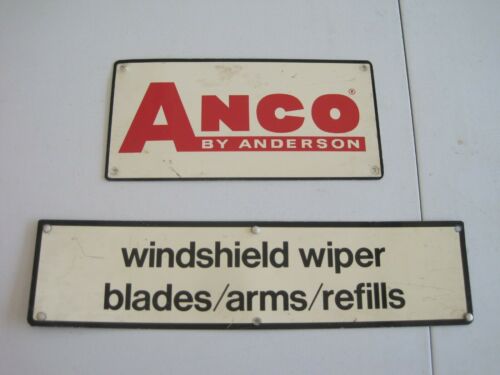 ANCO®
BY ANDERSON
windshield wiper
blades/arms/refills